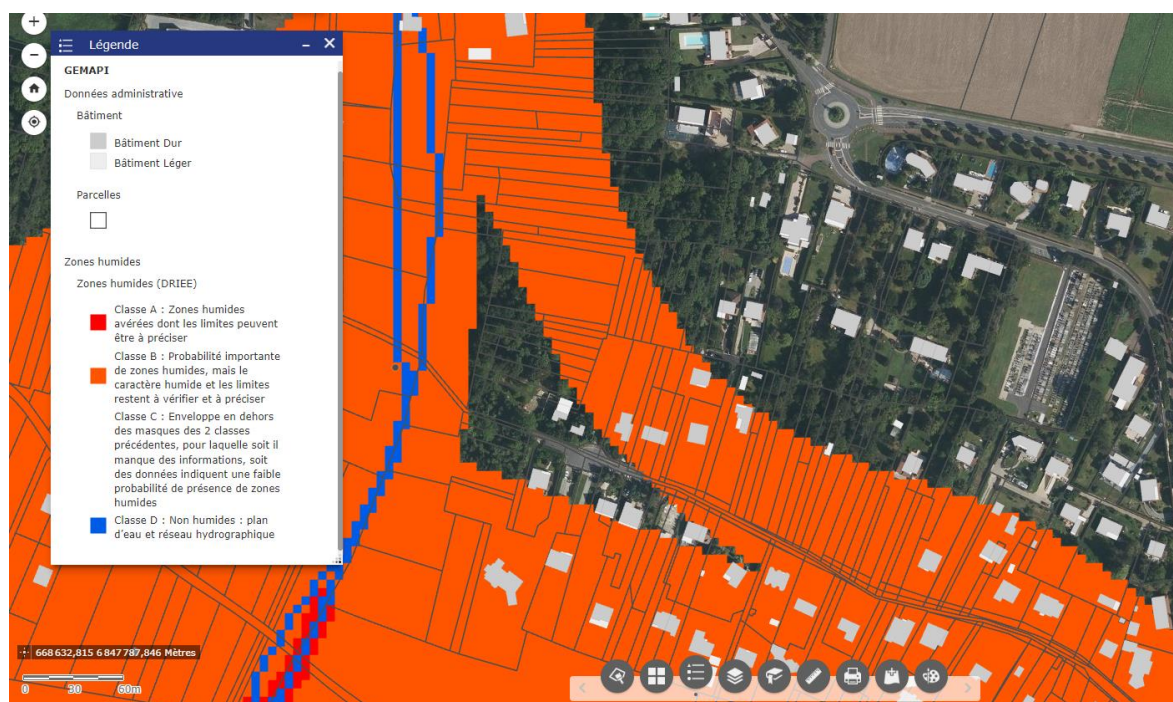 Légende
GEMAPI
Données administrative
Bâtiment
Bâtiment Dur
Bâtiment Léger
Parcelles
Zones humides
Zones humides (DRIEE)
Classe A : Zones humides
avérées dont les limites peuvent
être à préciser
Classe B : Probabilité importante
de zones humides, mais le
caractère humide et les limites
restent à vérifier et à préciser
Classe C : Enveloppe en dehors
des masques des 2 classes
précédentes, pour laquelle soit il
manque des informations, soit
des données indiquent une faible
probabilité de présence de zones
humides
Classe D : Non humides : plan
d'eau et réseau hydrographique
668 632,815 6 847 787,846 Mètres
0 30 60m